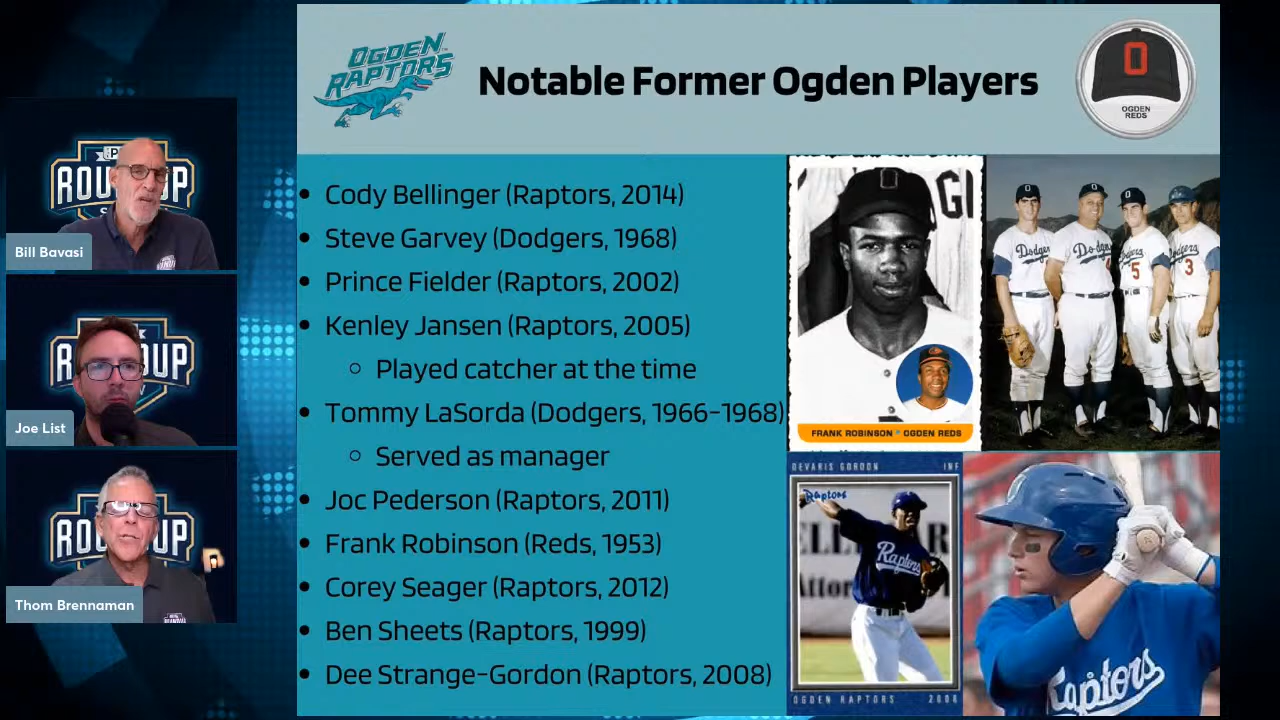 OGDEN
RAPTORS
Notable Former Ogden Players
O
OGDEN
REDS
ROUNDUP
Bill Bavasi
Joe List
Thom Brennaman
• Cody Bellinger (Raptors, 2014)
• Steve Garvey (Dodgers, 1968)
• Prince Fielder (Raptors, 2002)
• Kenley Jansen (Raptors, 2005)
○ Played catcher at the time
• Tommy LaSorda (Dodgers, 1966-1968)
○ Served as manager
• Joc Pederson (Raptors, 2011)
• Frank Robinson (Reds, 1953)
• Corey Seager (Raptors, 2012)
• Ben Sheets (Raptors, 1999)
• Dee Strange-Gordon (Raptors, 2008)
GI
FRANK ROBINSON • OGDEN REDS
Dodgers
Dodgers
5
3
DEVARIS GORDON INF
Raptors
Raptors
OGDEN RAPTORS 2008
Raptors